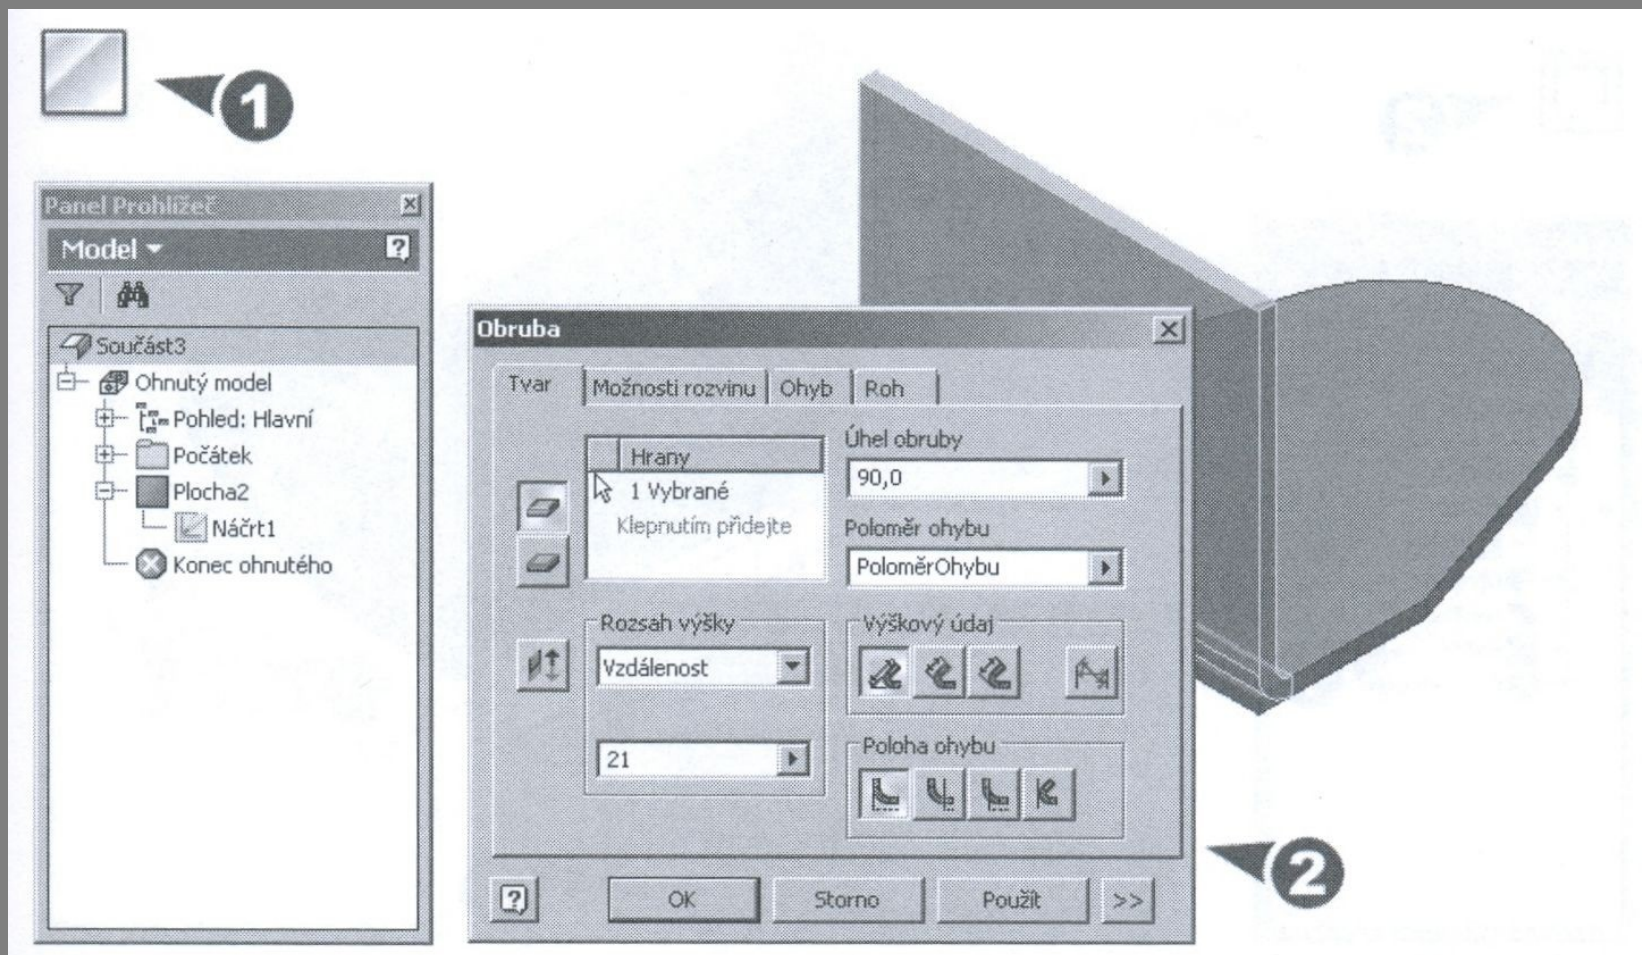 1
Panel Prohlížeč
Model
Součást3
Ohnutý model
Pohled: Hlavní
Počátek
Plocha2
Náčrt1
Konec ohnutého
Obruba
Tvar
Možnosti rozvinu
Ohyb
Roh
Hrany
1 Vybrané
Klepnutím přidejte
Úhel obruby
90,0
Poloměr ohybu
PoloměrOhybu
Rozsah výšky
Vzdálenost
21
Výškový údaj
Poloha ohybu
OK
Storno
Použít
>>
2